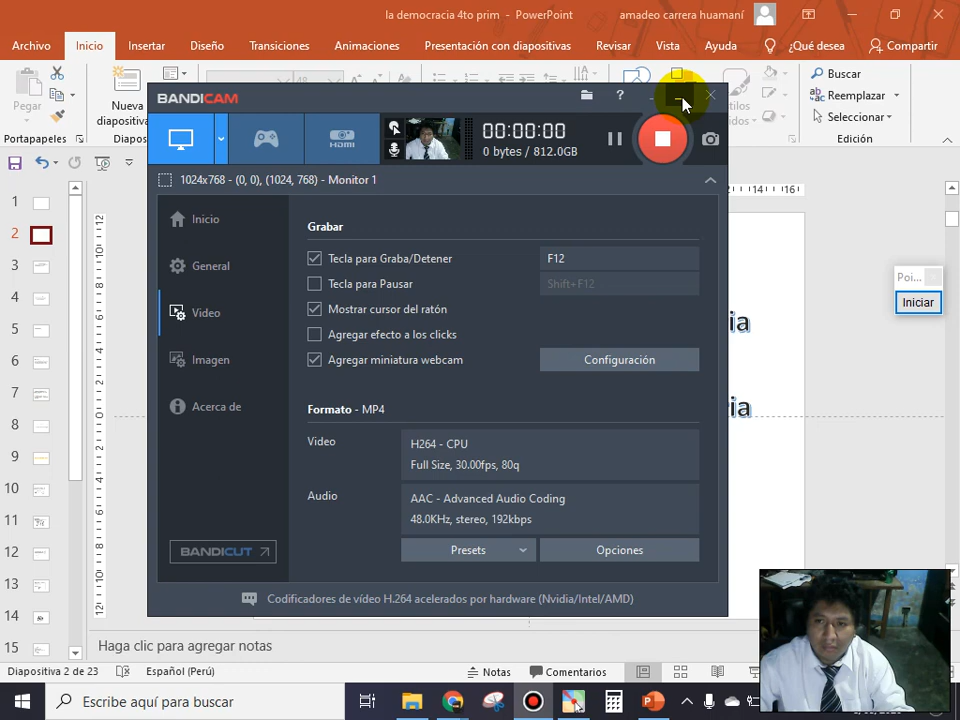 la democracia 4to prim - PowerPoint
amadeo carrera huamaní
Archivo Inicio Insertar Diseño Transiciones Animaciones Presentación con diapositivas Revisar Vista Ayuda ¿Qué desea Compartir
Pegar
Nueva
Buscar
Reemplazar
Seleccionar
Portapapeles
Edición
BANDICAM
HDMI
00:00:00
0 bytes / 812.0GB
1024x768 - (0, 0), (1024, 768) - Monitor 1
Inicio
General
Video
Imagen
Acerca de
BANDICUT
Grabar
Tecla para Graba/Detener F12
Tecla para Pausar Shift+F12
Mostrar cursor del ratón
Agregar efecto a los clicks
Agregar miniatura webcam Configuración
Formato - MP4
Video
H264 - CPU
Full Size, 30.00fps, 80q
Audio
AAC - Advanced Audio Coding
48.0KHz, stereo, 192kbps
Presets Opciones
Codificadores de vídeo H.264 acelerados por hardware (Nvidia/Intel/AMD)
Poi...
Iniciar
ia
ia
1
2
3
4
5
6
7
8
9
10
11
12
13
14
15
Haga clic para agregar notas
Diapositiva 2 de 23 Español (Perú) Notas Comentarios
Escribe aquí para buscar